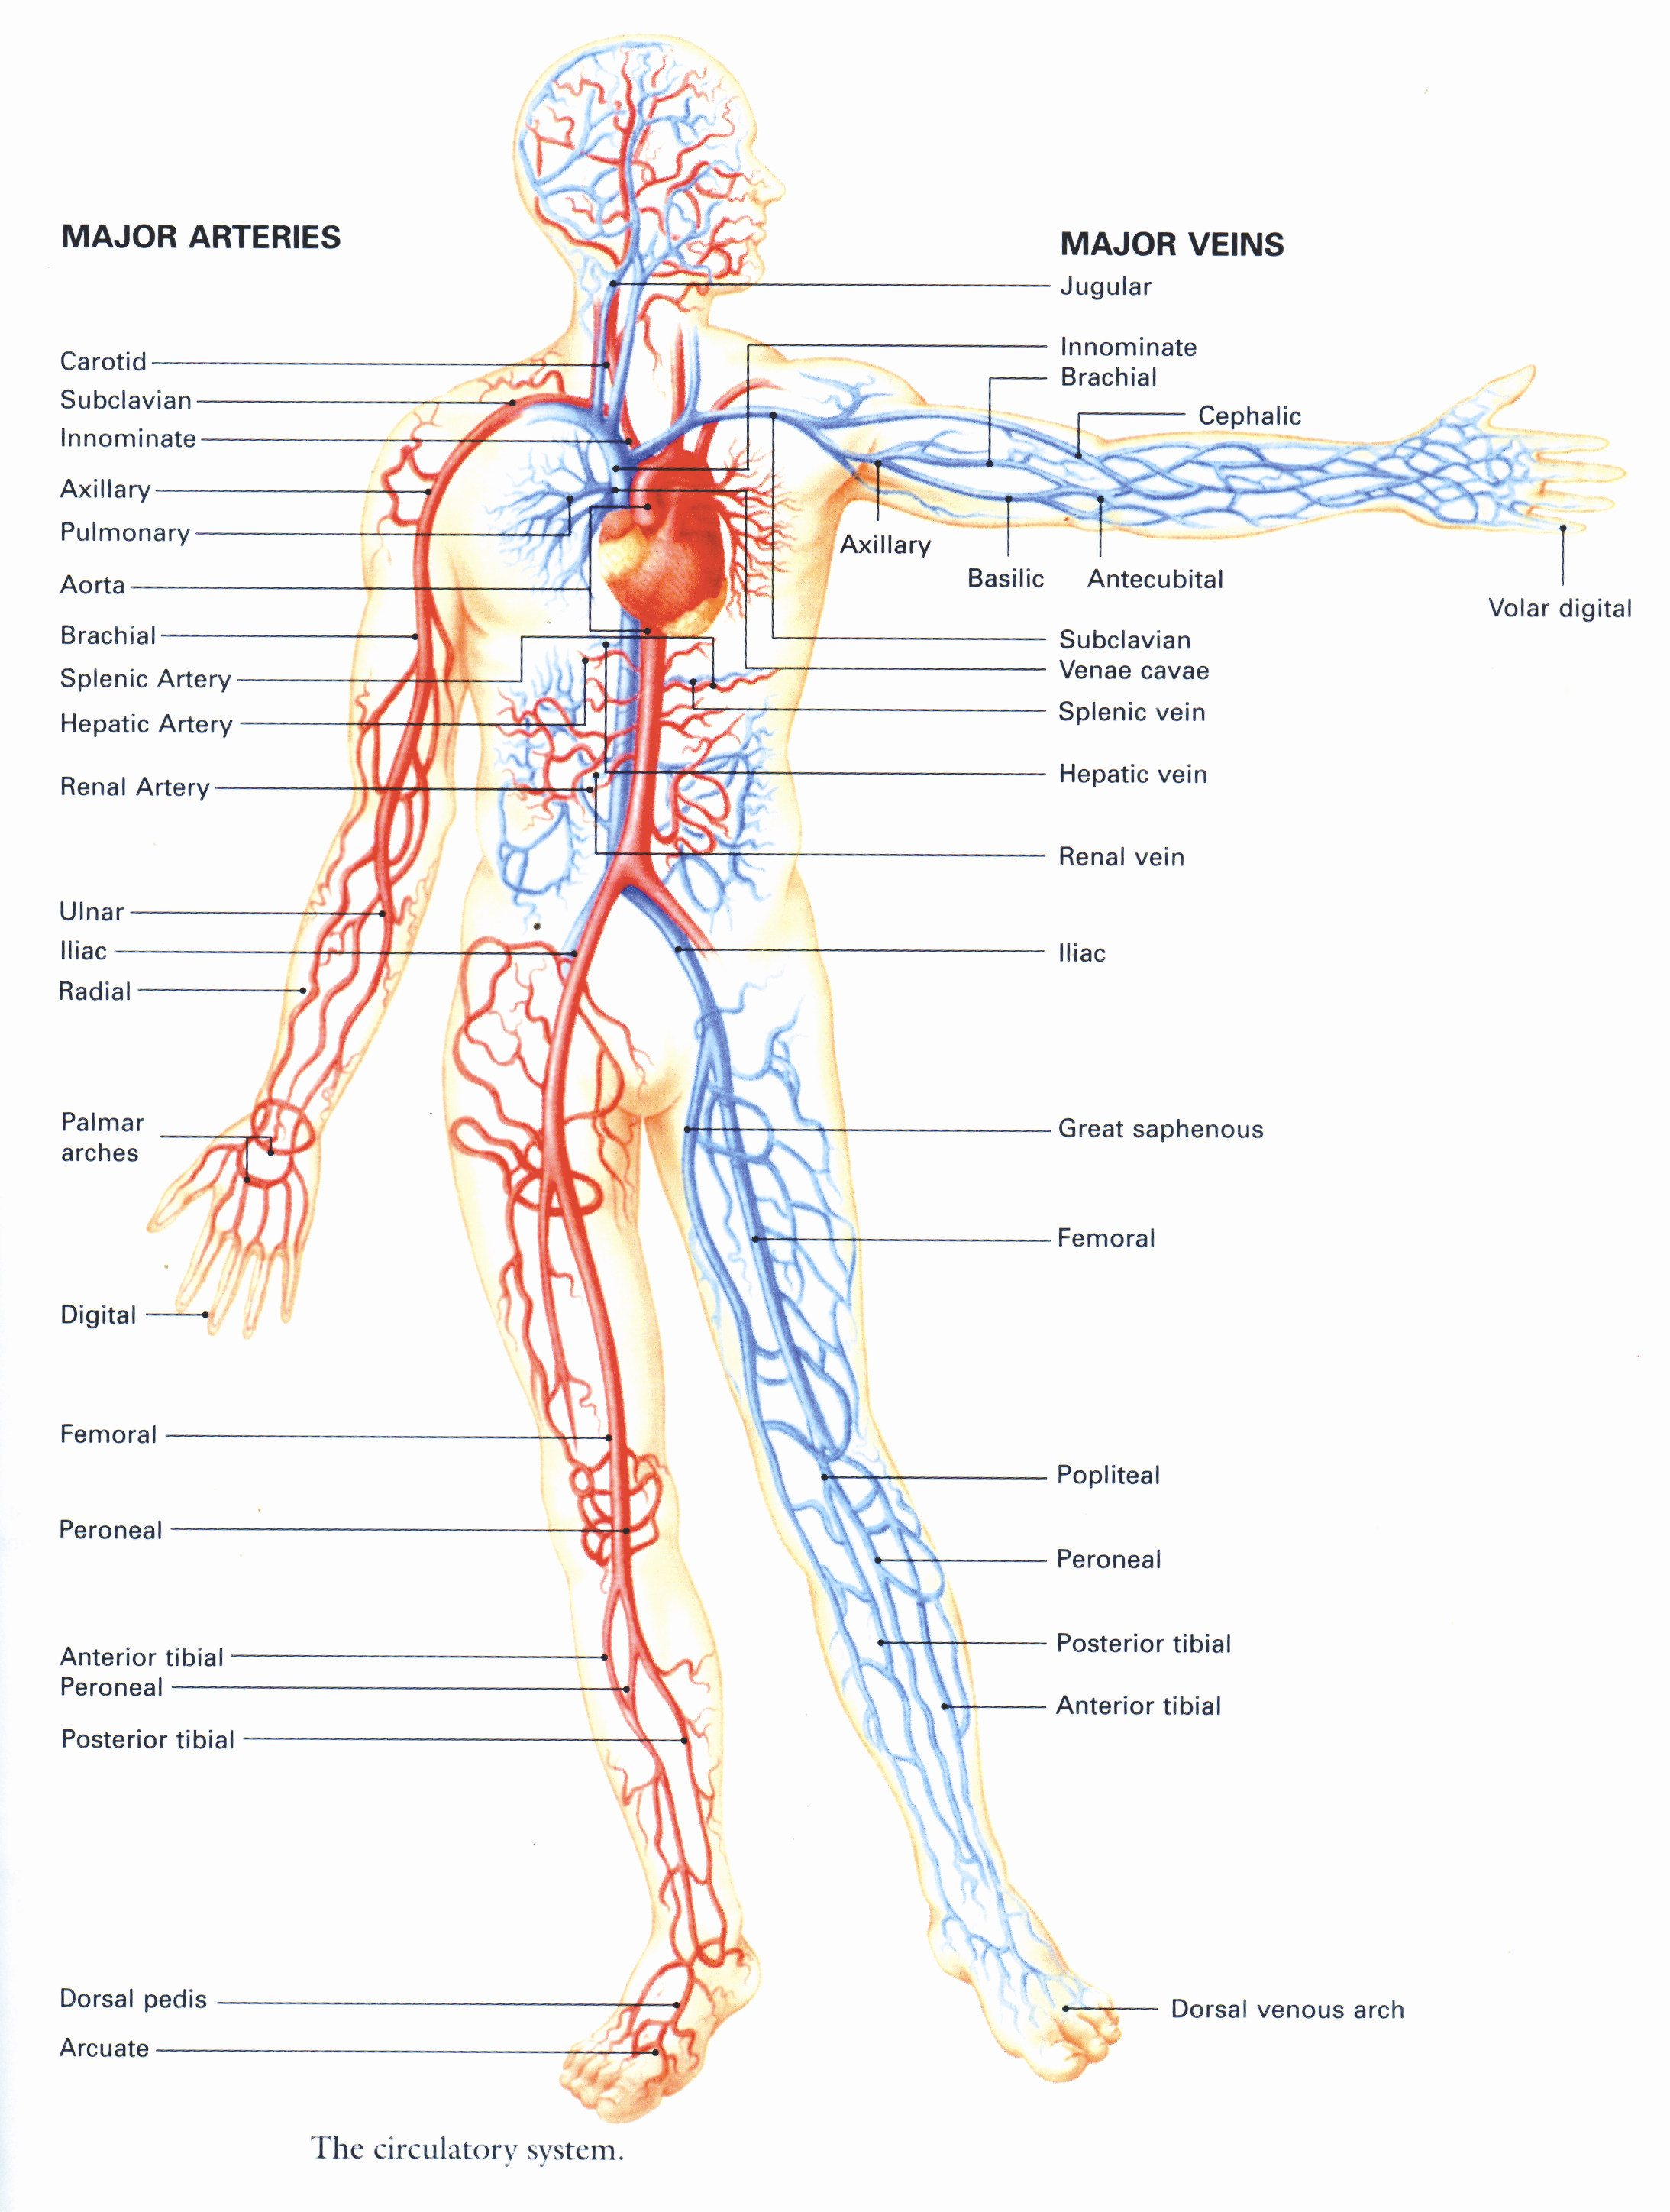 MAJOR ARTERIES
Carotid
Subclavian
Innominate
Axillary
Pulmonary
Aorta
Brachial
Splenic Artery
Hepatic Artery
Renal Artery
Ulnar
Iliac
Radial
Palmar
arches
Digital
Femoral
Peroneal
Anterior tibial
Peroneal
Posterior tibial
Dorsal pedis
Arcuate
MAJOR VEINS
Jugular
Innominate
Brachial
Cephalic
Axillary
Basilic
Antecubital
Volar digital
Subclavian
Venae cavae
Splenic vein
Hepatic vein
Renal vein
Iliac
Great saphenous
Femoral
Popliteal
Peroneal
Posterior tibial
Anterior tibial
Dorsal venous arch
The circulatory system.